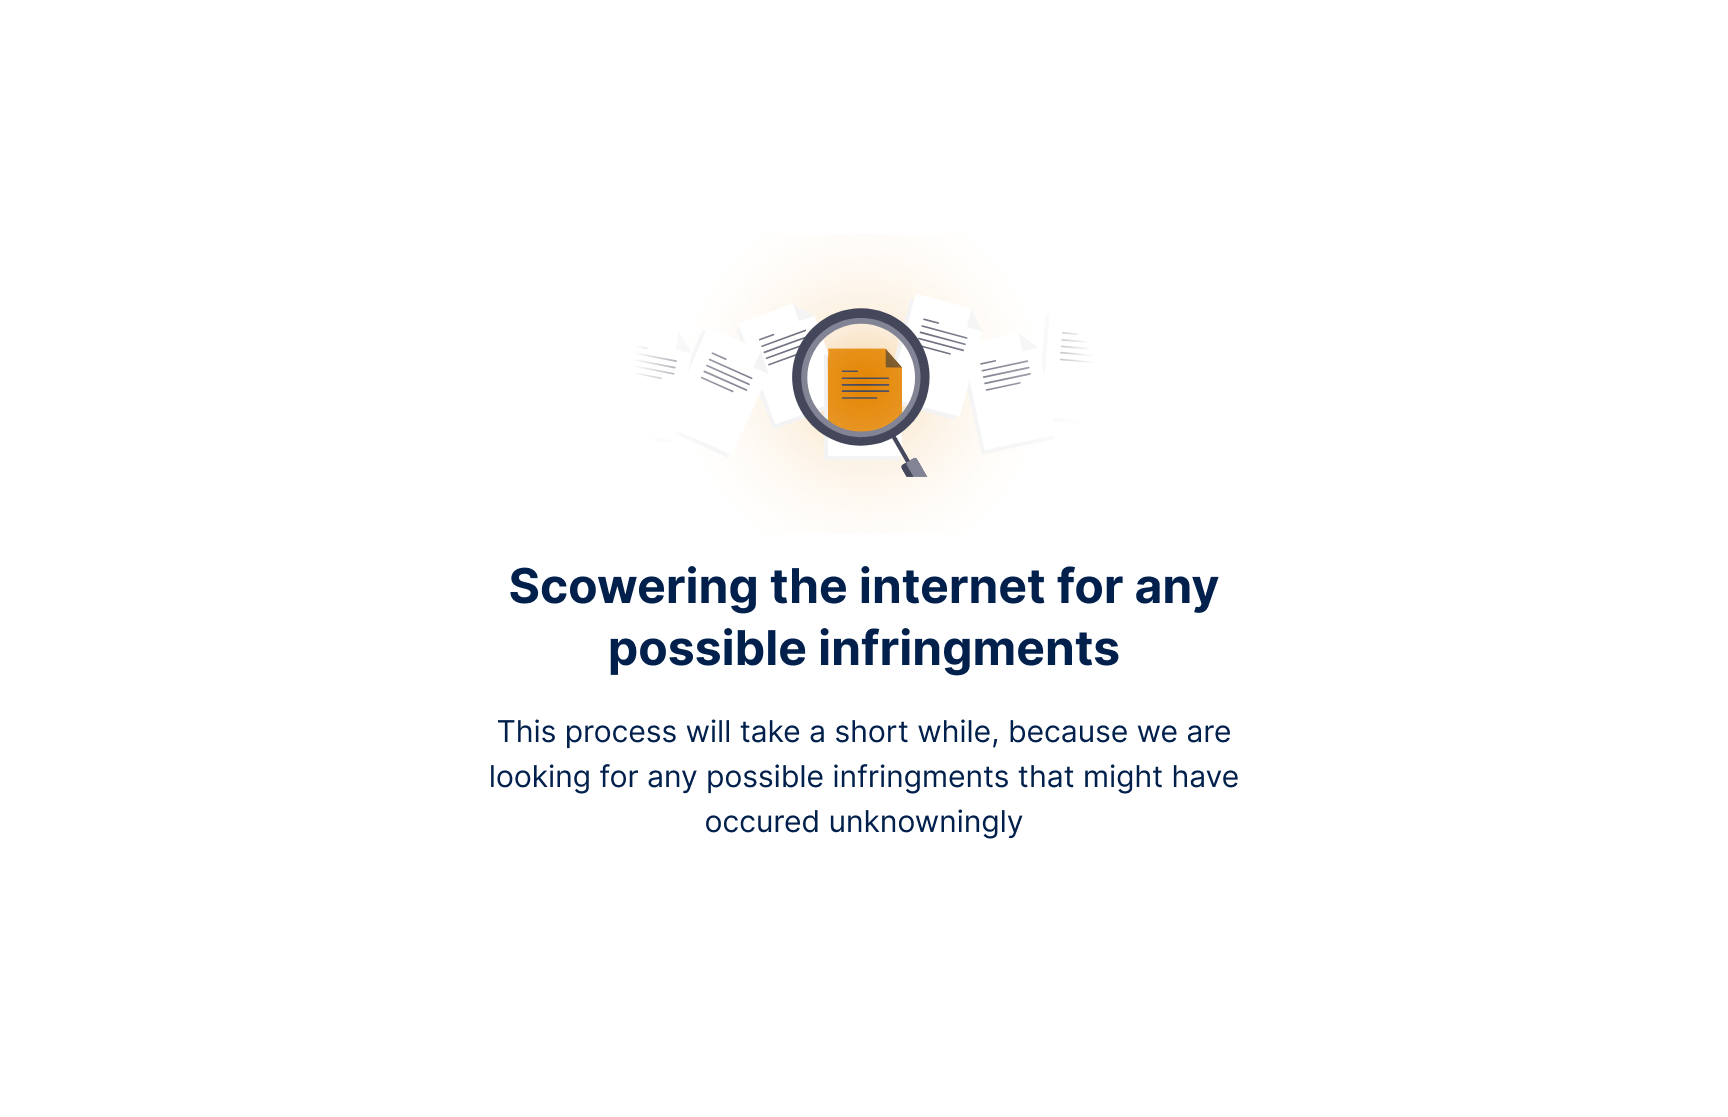 Scowering the internet for any
possible infringments
This process will take a short while, because we are
looking for any possible infringments that might have
occured unknowningly